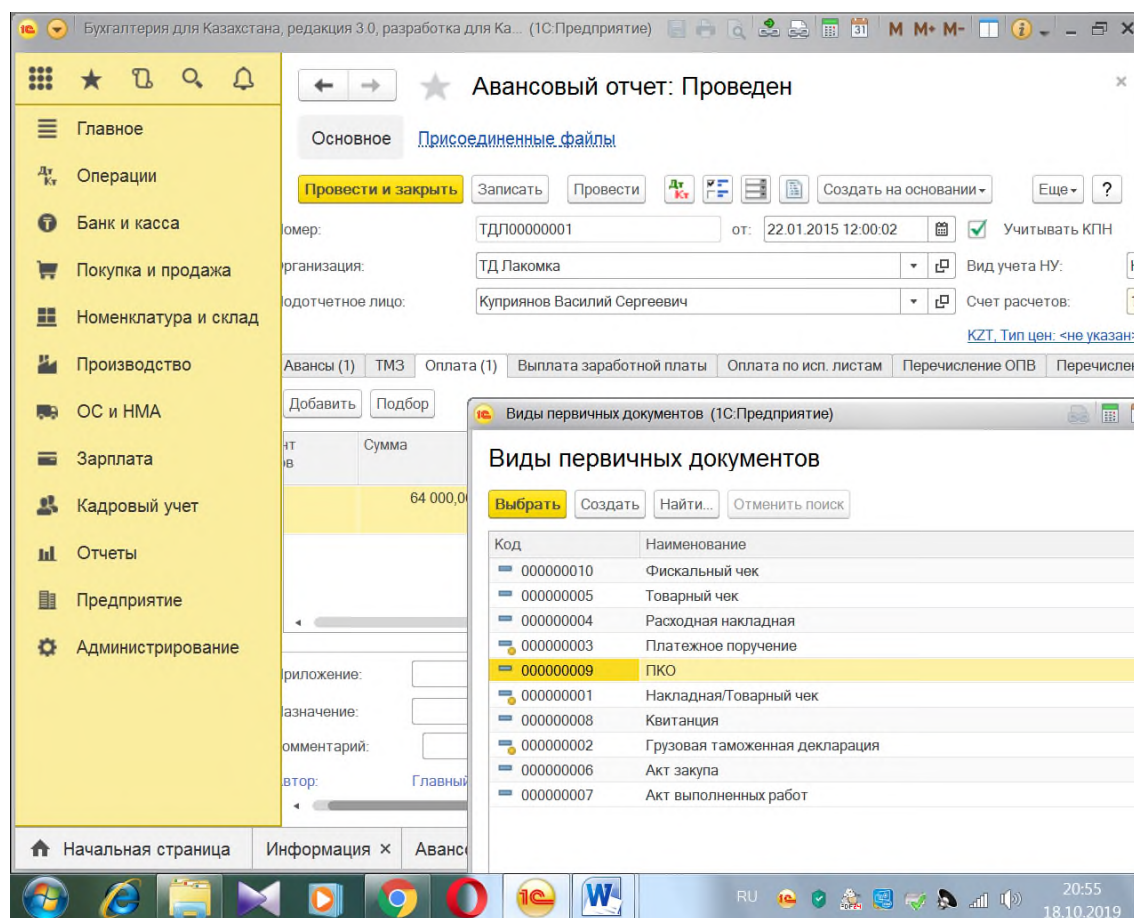 Бухгалтерия для Казахстана, редакция 3.0, разработка для Ка... (1С:Предприятие) M M+ M-
Главное
Операции
Банк и касса
Покупка и продажа
Номенклатура и склад
Производство
ОС и НМА
Зарплата
Кадровый учет
Отчеты
Предприятие
Администрирование
Авансовый отчет: Проведен
Основное Присоединенные файлы
Провести и закрыть Записать Провести Создать на основании Еще ?
омер: ТДЛ00000001 от: 22.01.2015 12:00:02 Учитывать КПН
рганизация: ТД Лакомка Вид учета НУ:
одотчетное лицо: Куприянов Василий Сергеевич Счет расчетов:
KZT, Тип цен: <не указан>
Авансы (1) ТМЗ Оплата (1) Выплата заработной платы Оплата по исп. листам Перечисление ОПВ Перечислен
Добавить Подбор
нт
ов
Сумма
64 000,0
риложение:
азначение:
омментарий:
втор: Главный
Виды первичных документов (1С:Предприятие)
Виды первичных документов
Выбрать Создать Найти... Отменить поиск
Код Наименование
000000010 Фискальный чек
000000005 Товарный чек
000000004 Расходная накладная
000000003 Платежное поручение
000000009 ПКО
000000001 Накладная/Товарный чек
000000008 Квитанция
000000002 Грузовая таможенная декларация
000000006 Акт закупа
000000007 Акт выполненных работ
Начальная страница Информация × Авансо
RU 20:55
18.10.2019